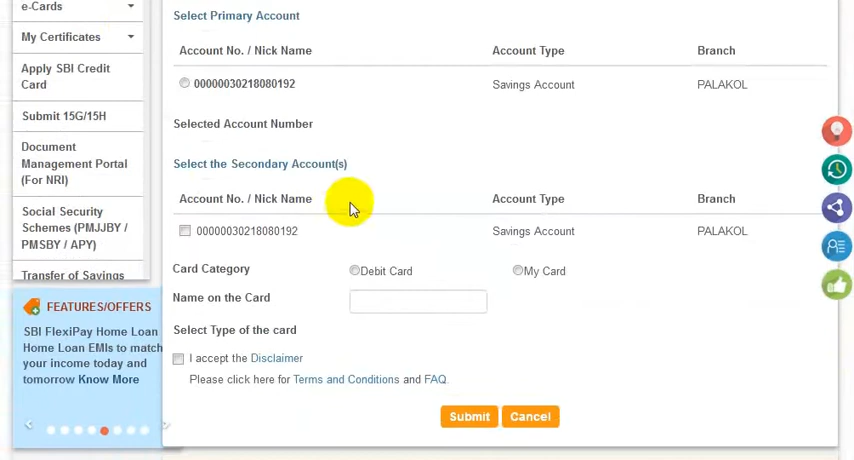 e-Cards
My Certificates
Apply SBI Credit
Card
Submit 15G/15H
Document
Management Portal
(For NRI)
Social Security
Schemes (PMJJBY /
PMSBY / APY)
Transfer of Savings
FEATURES/OFFERS
SBI FlexiPay Home Loan
Home Loan EMIs to match
your income today and
tomorrow Know More
Select Primary Account
Account No. / Nick Name Account Type Branch
00000030218080192 Savings Account PALAKOL
Selected Account Number
Select the Secondary Account(s)
Account No. / Nick Name Account Type Branch
00000030218080192 Savings Account PALAKOL
Card Category Debit Card My Card
Name on the Card
Select Type of the card
I accept the Disclaimer
Please click here for Terms and Conditions and FAQ.
Submit Cancel